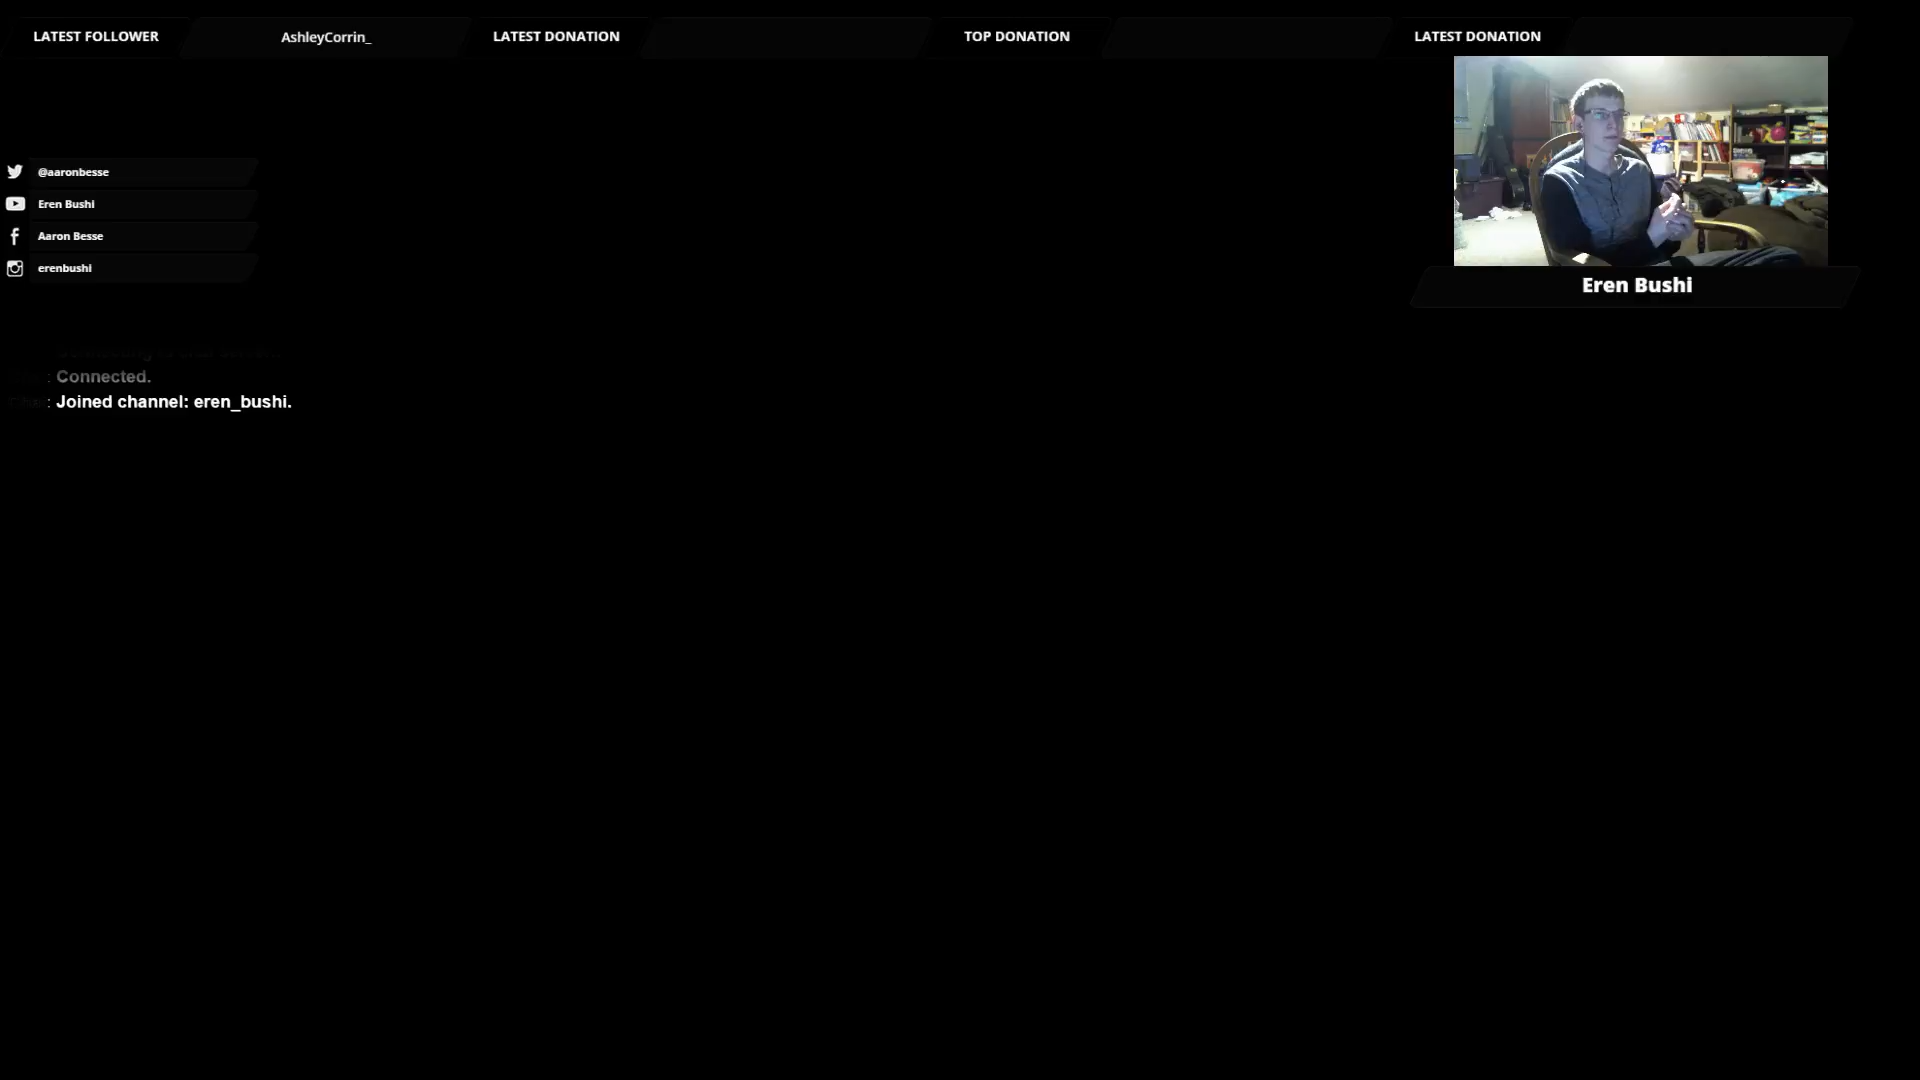 LATEST FOLLOWER
AshleyCorrin_
LATEST DONATION
TOP DONATION
LATEST DONATION
@aaronbesse
Eren Bushi
Aaron Besse
erenbushi
Eren Bushi
: Connected.
: Joined channel: eren_bushi.